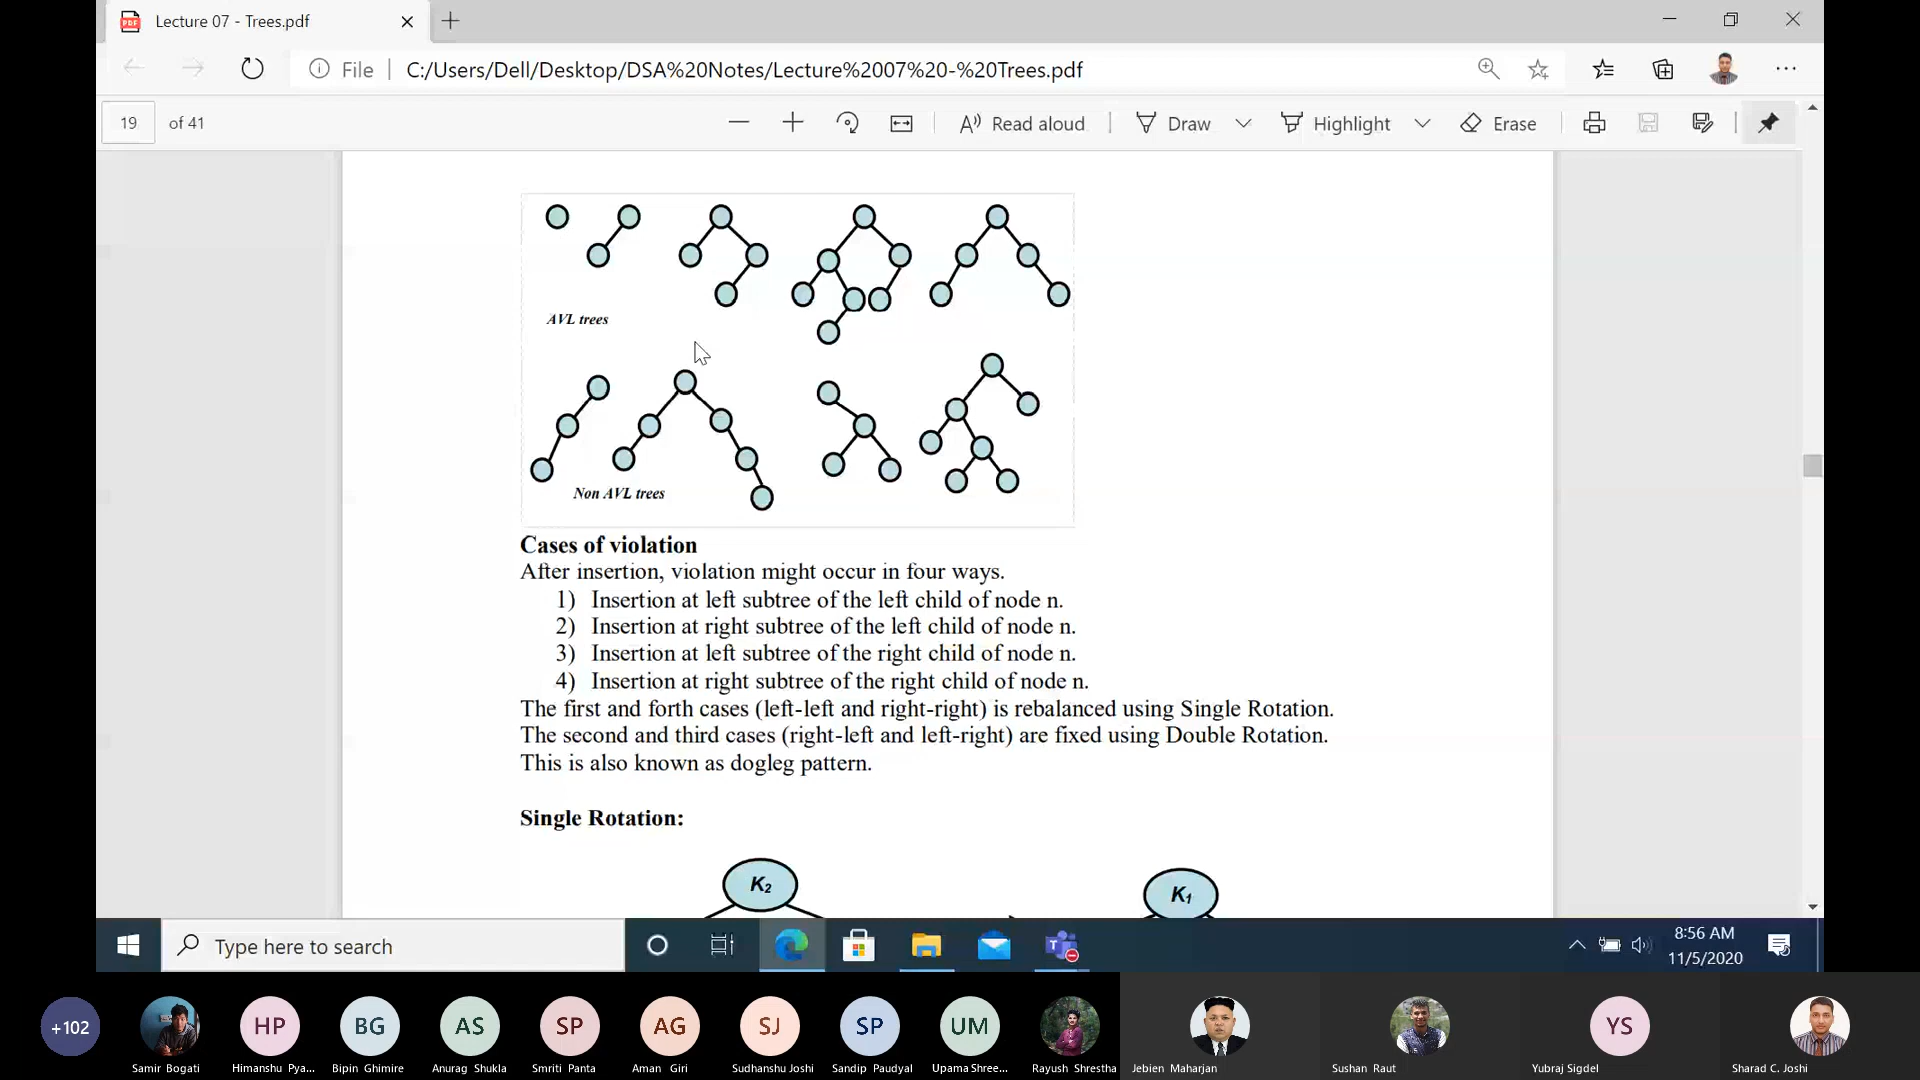 Lecture 07 - Trees.pdf
File
C:/Users/Dell/Desktop/DSA%20Notes/Lecture%2007%20-%20Trees.pdf
19 of 41
Read aloud
Draw
Highlight
Erase
AVL trees
Non AVL trees
Cases of violation
After insertion, violation might occur in four ways.
1) Insertion at left subtree of the left child of node n.
2) Insertion at right subtree of the left child of node n.
3) Insertion at left subtree of the right child of node n.
4) Insertion at right subtree of the right child of node n.
The first and forth cases (left-left and right-right) is rebalanced using Single Rotation.
The second and third cases (right-left and left-right) are fixed using Double Rotation.
This is also known as dogleg pattern.
Single Rotation:
K2
K1
Type here to search
8:56 AM
11/5/2020
+102
HP
BG
AS
SP
AG
SJ
SP
UM
YS
Samir Bogati
Himanshu Pya...
Bipin Ghimire
Anurag Shukla
Smriti Panta
Aman Giri
Sudhanshu Joshi
Sandip Paudyal
Upama Shree...
Rayush Shrestha
Jebien Maharjan
Sushan Raut
Yubraj Sigdel
Sharad C. Joshi